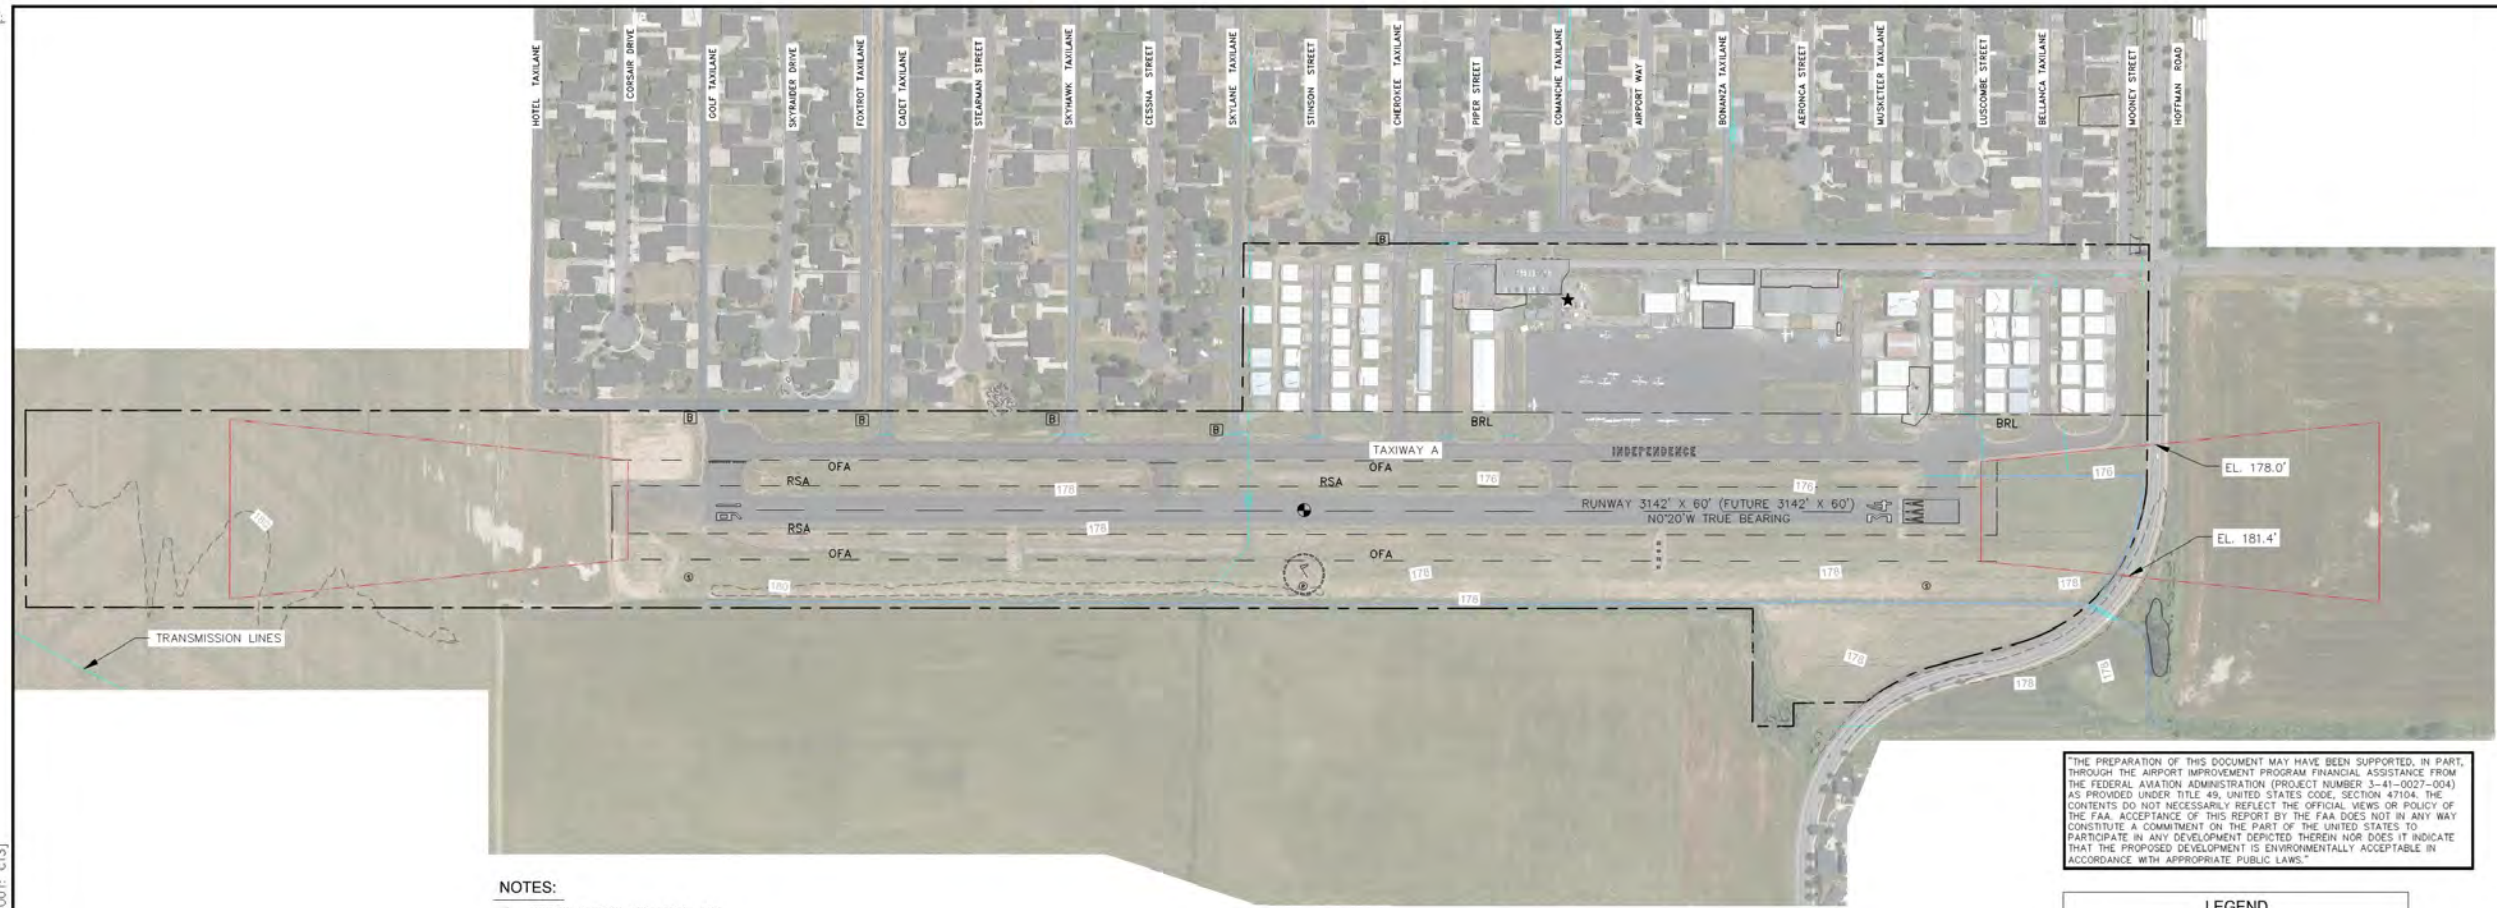 HOTEL TAXILANE
CORSAIR DRIVE
GOLF TAXILANE
SKYRAIDER DRIVE
FOXTROT TAXILANE
CADET TAXILANE
STEARMAN STREET
SKYHAWK TAXILANE
CESSNA STREET
SKYLANE TAXILANE
STINSON STREET
CHEROKEE TAXILANE
PIPER STREET
COMANCHE TAXILANE
AIRPORT WAY
BONANZA TAXILANE
AERONCA STREET
MUSKETEER TAXILANE
LUSCOMBE STREET
BELLANCA TAXILANE
MOONEY STREET
HOFFMAN ROAD
B
B
B
B
B
BRL
BRL
TAXIWAY A
INDEPENDENCE
OFA
OFA
RSA
RSA
178
176
176
176
EL. 178.0'
RUNWAY 3142' X 60' (FUTURE 3142' X 60')
N0°20'W TRUE BEARING
16
34
180
RSA
178
OFA
OFA
EL. 181.4'
180
178
178
178
178
TRANSMISSION LINES
178
178
178
"THE PREPARATION OF THIS DOCUMENT MAY HAVE BEEN SUPPORTED, IN PART,
THROUGH THE AIRPORT IMPROVEMENT PROGRAM FINANCIAL ASSISTANCE FROM
THE FEDERAL AVIATION ADMINISTRATION (PROJECT NUMBER 3-41-0027-004)
AS PROVIDED UNDER TITLE 49, UNITED STATES CODE, SECTION 47104. THE
CONTENTS DO NOT NECESSARILY REFLECT THE OFFICIAL VIEWS OR POLICY OF
THE FAA. ACCEPTANCE OF THIS REPORT BY THE FAA DOES NOT IN ANY WAY
CONSTITUTE A COMMITMENT ON THE PART OF THE UNITED STATES TO
PARTICIPATE IN ANY DEVELOPMENT DEPICTED THEREIN NOR DOES IT INDICATE
THAT THE PROPOSED DEVELOPMENT IS ENVIRONMENTALLY ACCEPTABLE IN
ACCORDANCE WITH APPROPRIATE PUBLIC LAWS."
NOTES:
LEGEND